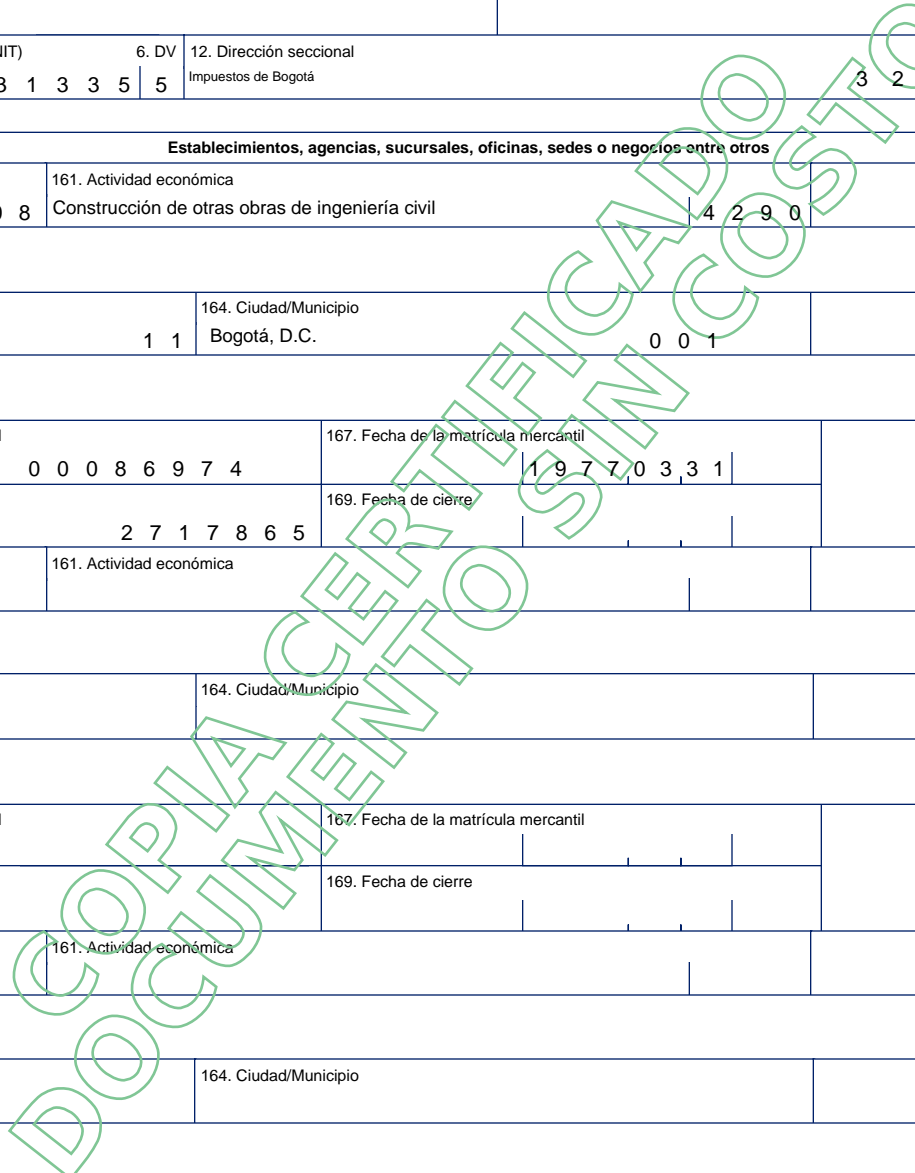 NIT) 6. DV 12. Dirección seccional
3 1 3 3 5 5 Impuestos de Bogotá 3 2
Establecimientos, agencias, sucursales, oficinas, sedes o negocios entre otros
161. Actividad económica
8 Construcción de otras obras de ingeniería civil 4 2 9 0
164. Ciudad/Municipio
1 1 Bogotá, D.C. 0 0 1
167. Fecha de la matrícula mercantil
0 0 0 8 6 9 7 4 1 9 7 7 0 3 3 1
169. Fecha de cierre
2 7 1 7 8 6 5
161. Actividad económica
164. Ciudad/Municipio
167. Fecha de la matrícula mercantil
169. Fecha de cierre
161. Actividad económica
164. Ciudad/Municipio
COPIA CERTIFICADO
DOCUMENTO SIN COSTO